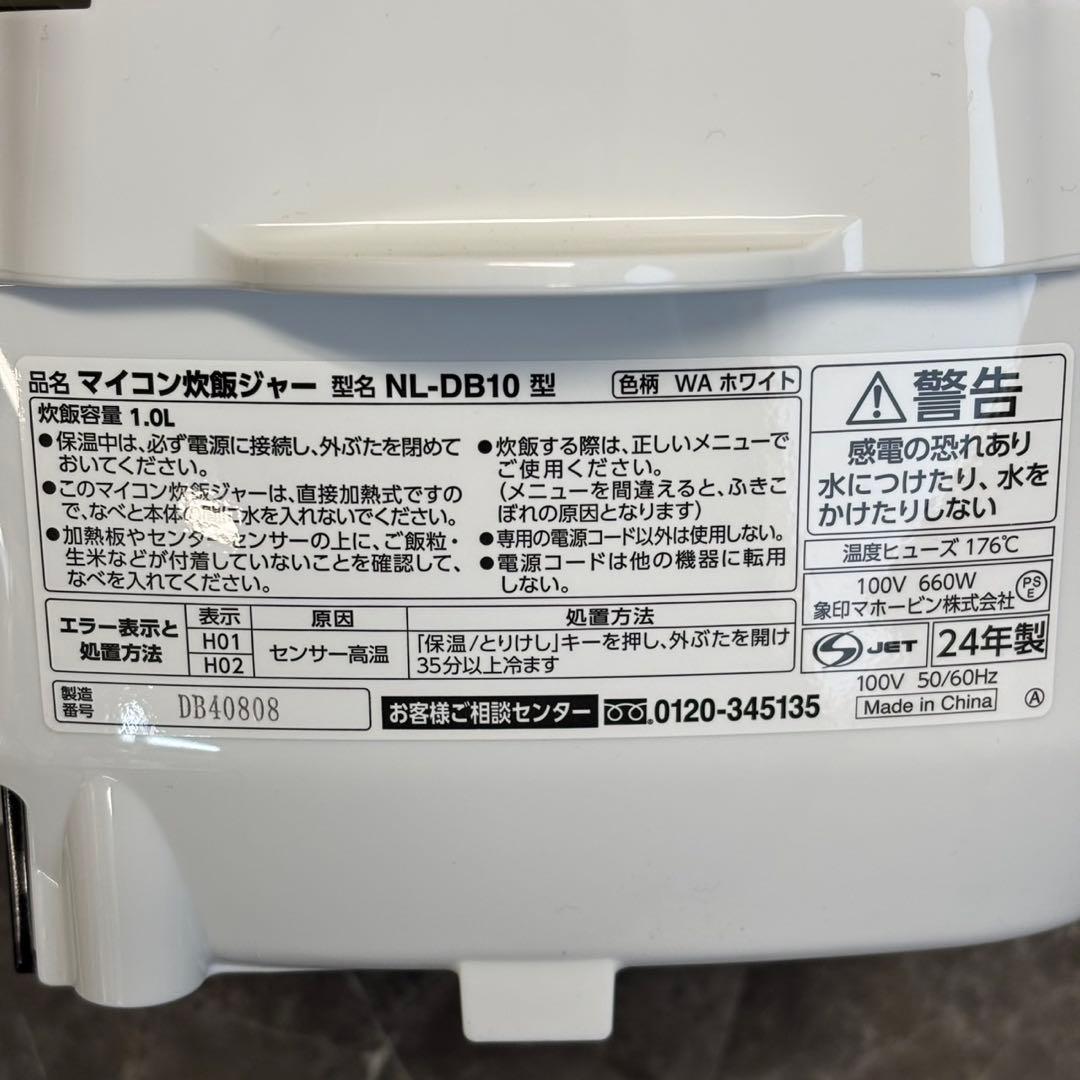 品名 マイコン炊飯ジャー 型名 NL-DB10 型
色柄 WA ホワイト
炊飯容量 1.0L
●保温中は、必ず電源に接続し、外ぶたを閉めて
おいてください。
●このマイコン炊飯ジャーは、直接加熱式ですの
で、なべと本体の に水を入れないでください。
●加熱板やセンターセンサーの上に、ご飯粒・
生米などが付着していないことを確認して、
なべを入れてください。
●炊飯する際は、正しいメニューで
ご使用ください。
(メニューを間違えると、ふきこ
ぼれの原因となります)
●専用の電源コード以外は使用しない。
●電源コードは他の機器に転用
しない。
エラー表示と
処置方法
表示 原因 処置方法
H01
H02
センサー高温
「保温/とりけし」キーを押し、外ぶたを開け
35分以上冷ます
製造
番号
DB40808
お客様ご相談センター 0120-345135
警告
感電の恐れあり
水につけたり、水を
かけたりしない
温度ヒューズ 176℃
100V 660W
象印マホービン株式会社
PS
E
JET
24年製
100V 50/60Hz
Made in China
A